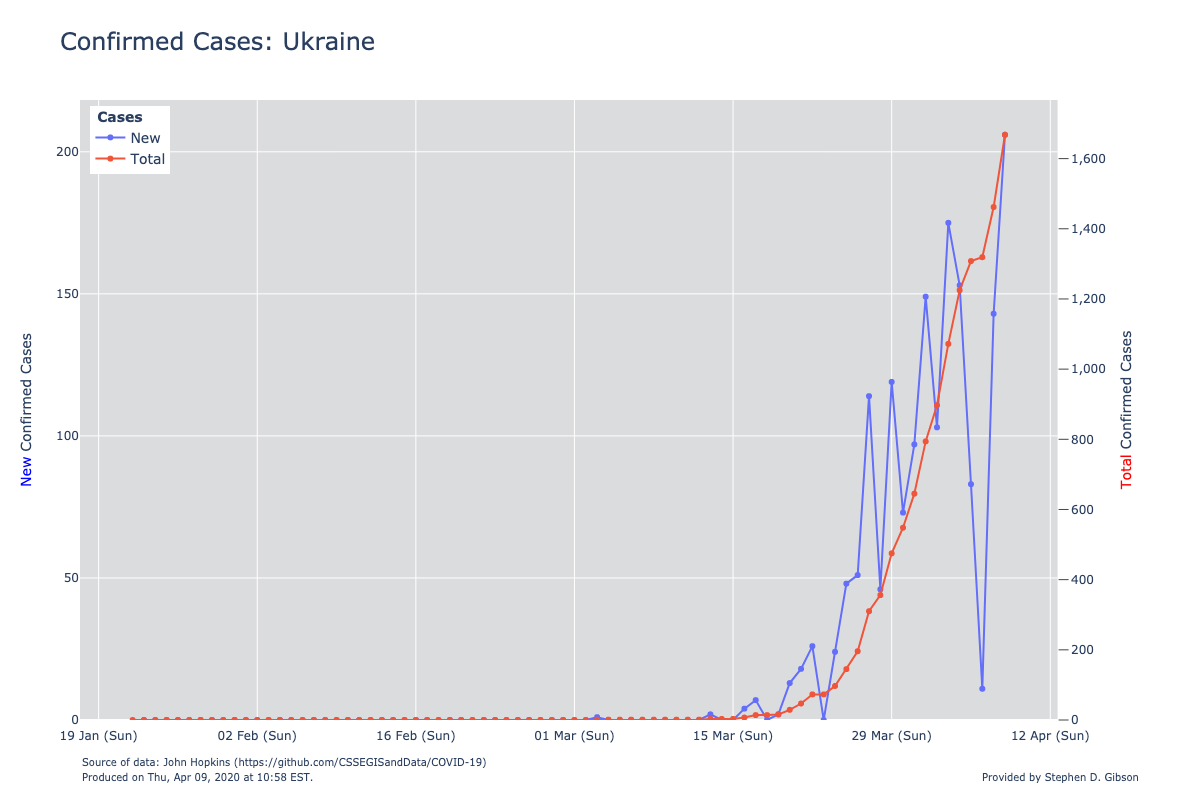 Confirmed Cases: Ukraine
Cases
New
Total
200
150
100
50
0
1,600
1,400
1,200
1,000
800
600
400
200
0
New Confirmed Cases
Total Confirmed Cases
19 Jan (Sun) 02 Feb (Sun) 16 Feb (Sun) 01 Mar (Sun) 15 Mar (Sun) 29 Mar (Sun) 12 Apr (Sun)
Source of data: John Hopkins (https://github.com/CSSEGISandData/COVID-19)
Produced on Thu, Apr 09, 2020 at 10:58 EST.
Provided by Stephen D. Gibson